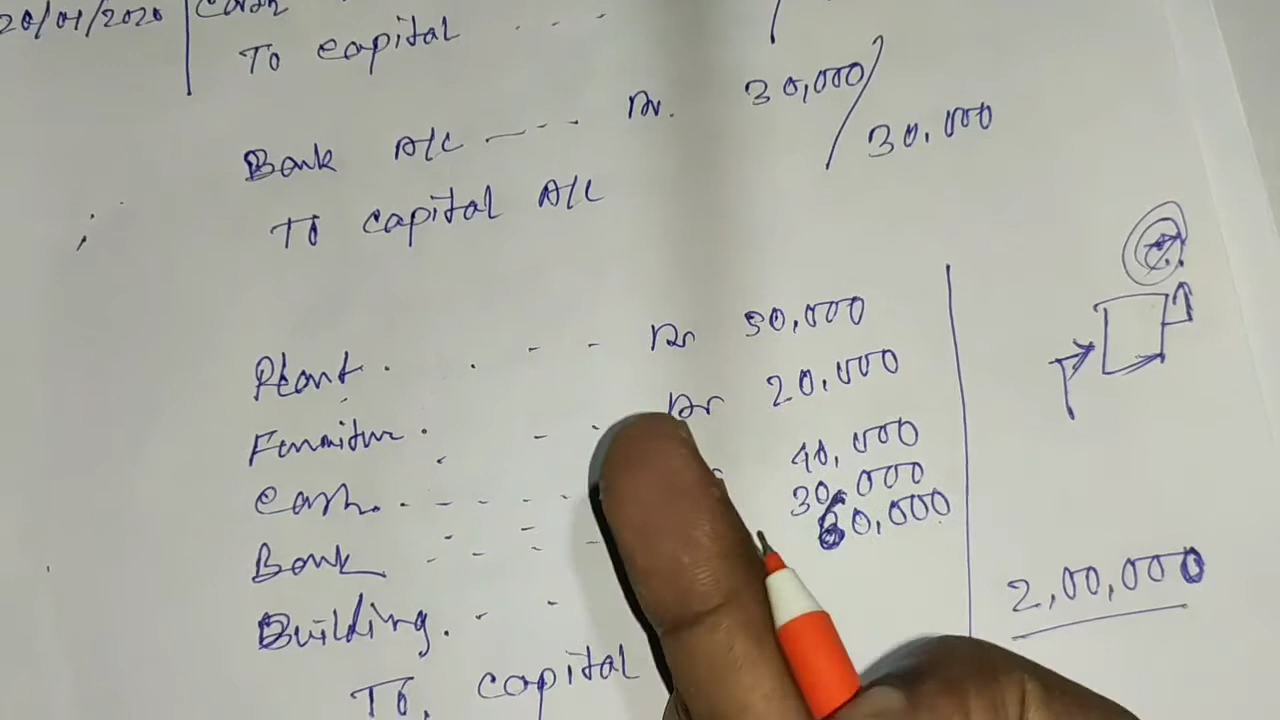 20/01/2020 Cash
To capital - - -
Bank A/C ---- Dr. 30,000/
30,000
To capital A/C
Plant. . - - Dr 50,000
Furniture. - - Dr 20,000
Cash. - - - - - 40,000
Bank - - - - 30,000
Building. - - 60,000
2,00,000
To, capital